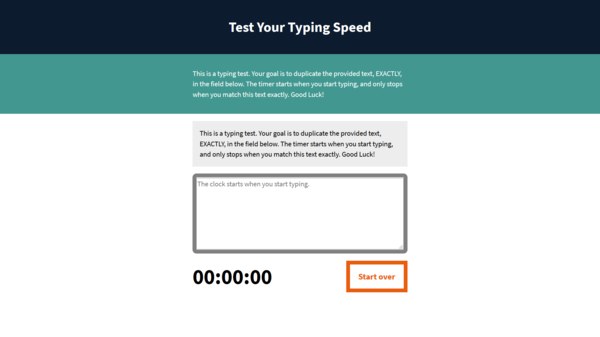 Test Your Typing Speed
This is a typing test. Your goal is to duplicate the provided text, EXACTLY,
in the field below. The timer starts when you start typing, and only stops
when you match this text exactly. Good Luck!
This is a typing test. Your goal is to duplicate the provided text,
EXACTLY, in the field below. The timer starts when you start typing,
and only stops when you match this text exactly. Good Luck!
The clock starts when you start typing.
00:00:00
Start over